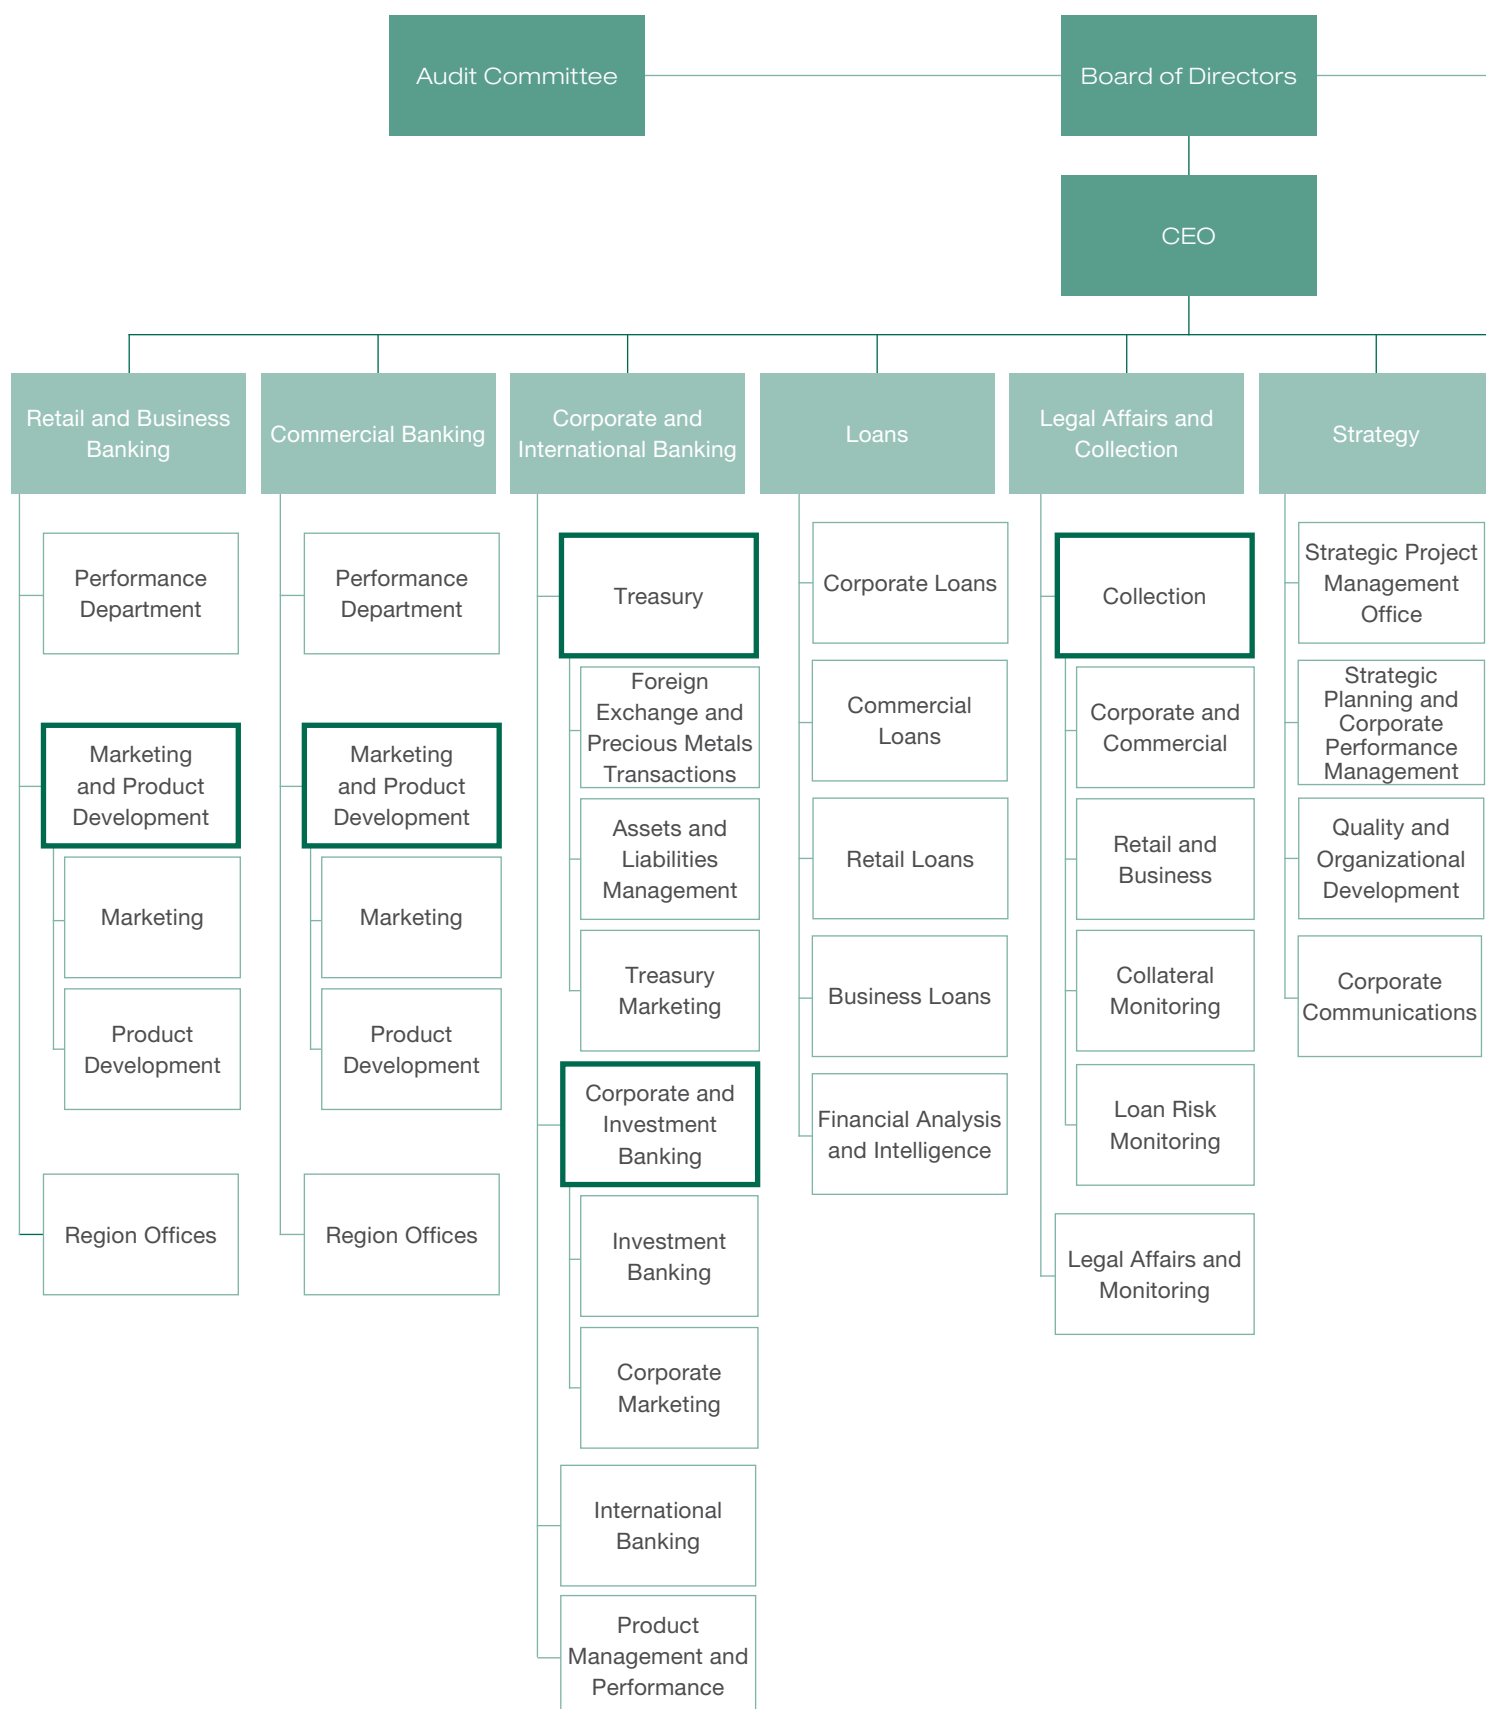 Audit Committee
Board of Directors
CEO
Retail and Business
Banking
Commercial Banking
Corporate and
International Banking
Loans
Legal Affairs and
Collection
Strategy
Performance
Department
Marketing
and Product
Development
Marketing
Product
Development
Region Offices
Performance
Department
Marketing
and Product
Development
Marketing
Product
Development
Region Offices
Treasury
Foreign
Exchange and
Precious Metals
Transactions
Assets and
Liabilities
Management
Treasury
Marketing
Corporate and
Investment
Banking
Investment
Banking
Corporate
Marketing
International
Banking
Product
Management and
Performance
Corporate Loans
Commercial
Loans
Retail Loans
Business Loans
Financial Analysis
and Intelligence
Collection
Corporate and
Commercial
Retail and
Business
Collateral
Monitoring
Loan Risk
Monitoring
Legal Affairs and
Monitoring
Strategic Project
Management
Office
Strategic
Planning and
Corporate
Performance
Management
Quality and
Organizational
Development
Corporate
Communications